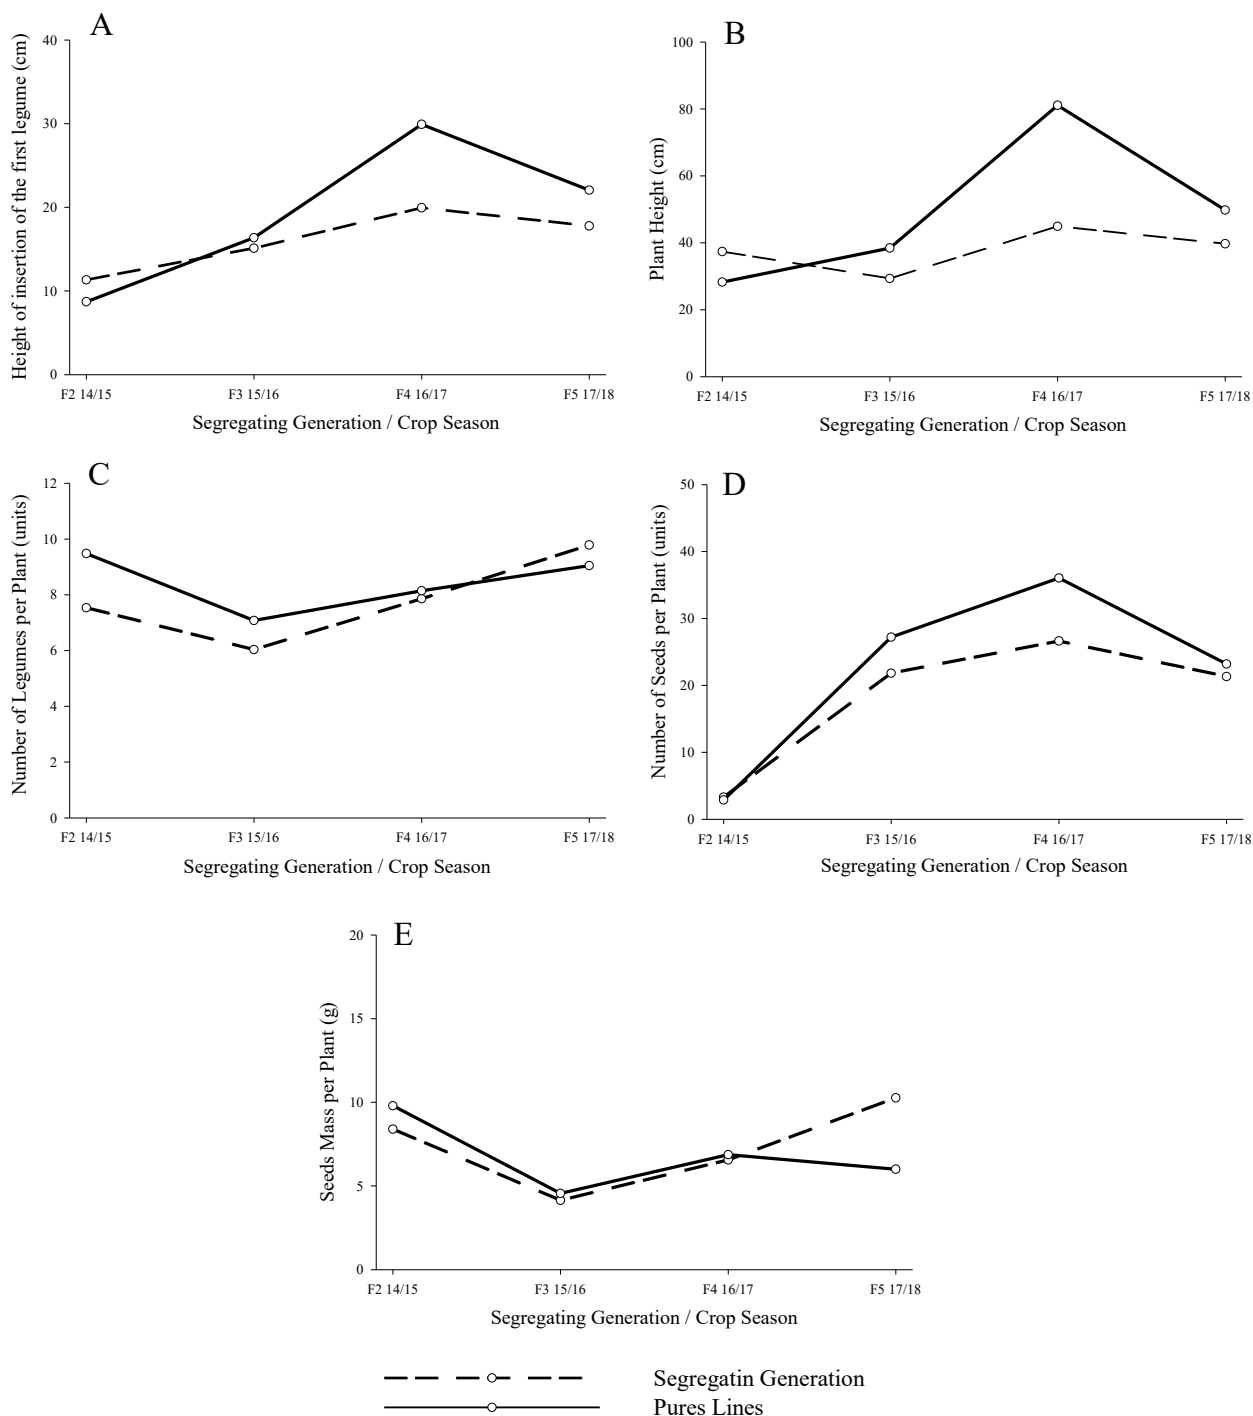 A
Height of insertion of the first legume (cm)
40
30
20
10
0
F2 14/15 F3 15/16 F4 16/17 F5 17/18
Segregating Generation / Crop Season
B
Plant Height (cm)
100
80
60
40
20
0
F2 14/15 F3 15/16 F4 16/17 F5 17/18
Segregating Generation / Crop Season
C
Number of Legumes per Plant (units)
12
10
8
6
4
2
0
F2 14/15 F3 15/16 F4 16/17 F5 17/18
Segregating Generation / Crop Season
D
Number of Seeds per Plant (units)
50
40
30
20
10
0
F2 14/15 F3 15/16 F4 16/17 F5 17/18
Segregating Generation / Crop Season
E
Seeds Mass per Plant (g)
20
15
10
5
0
F2 14/15 F3 15/16 F4 16/17 F5 17/18
Segregating Generation / Crop Season
Segregatin Generation
Pures Lines